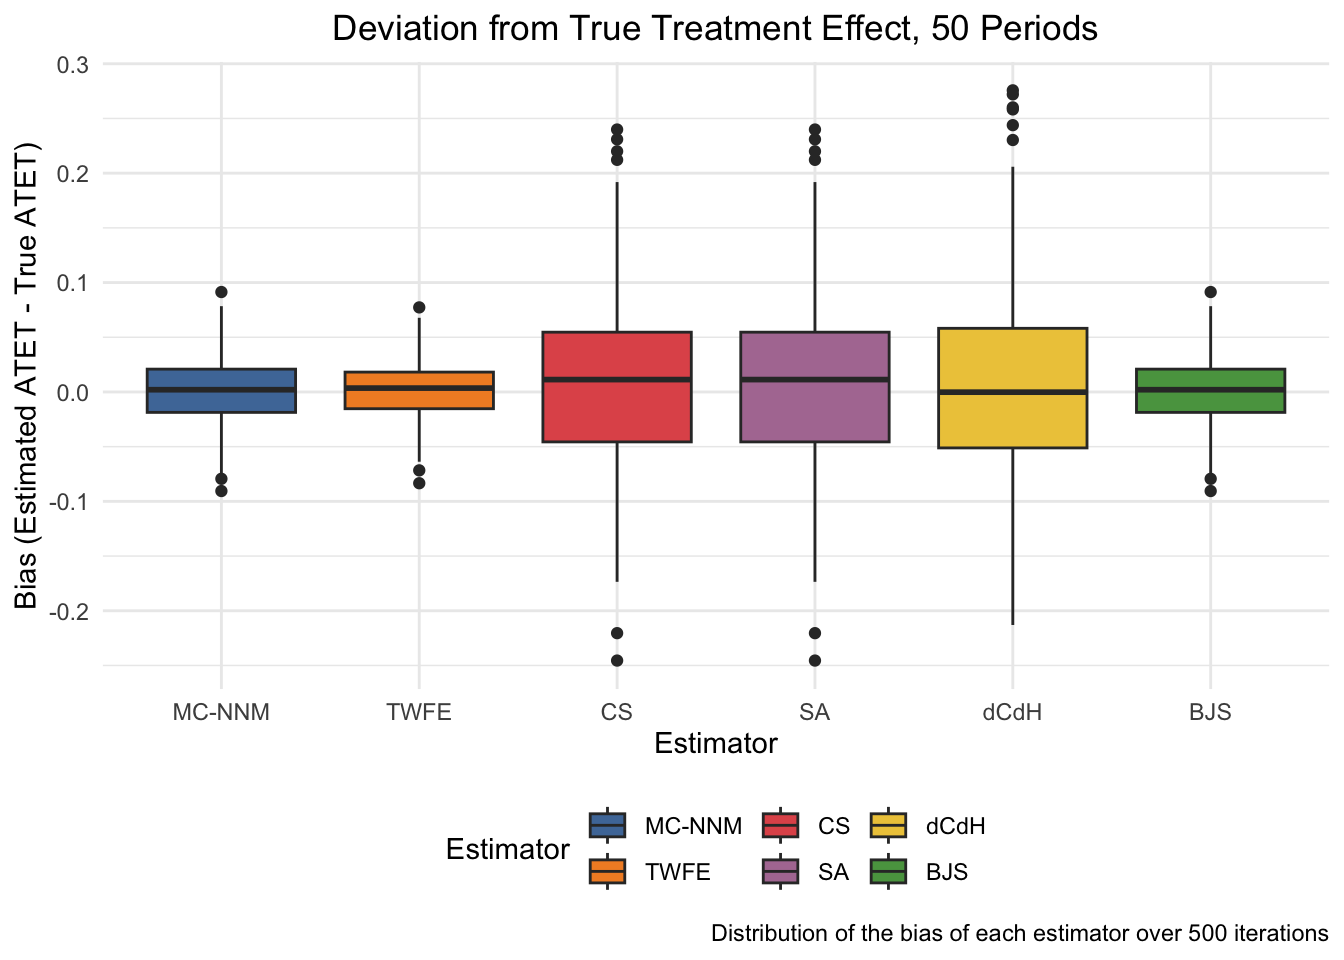 Deviation from True Treatment Effect, 50 Periods
Bias (Estimated ATET - True ATET)
0.3
0.2
0.1
0.0
-0.1
-0.2
MC-NNM TWFE CS SA dCdH BJS
Estimator
Estimator
MC-NNM CS dCdH
TWFE SA BJS
Distribution of the bias of each estimator over 500 iterations